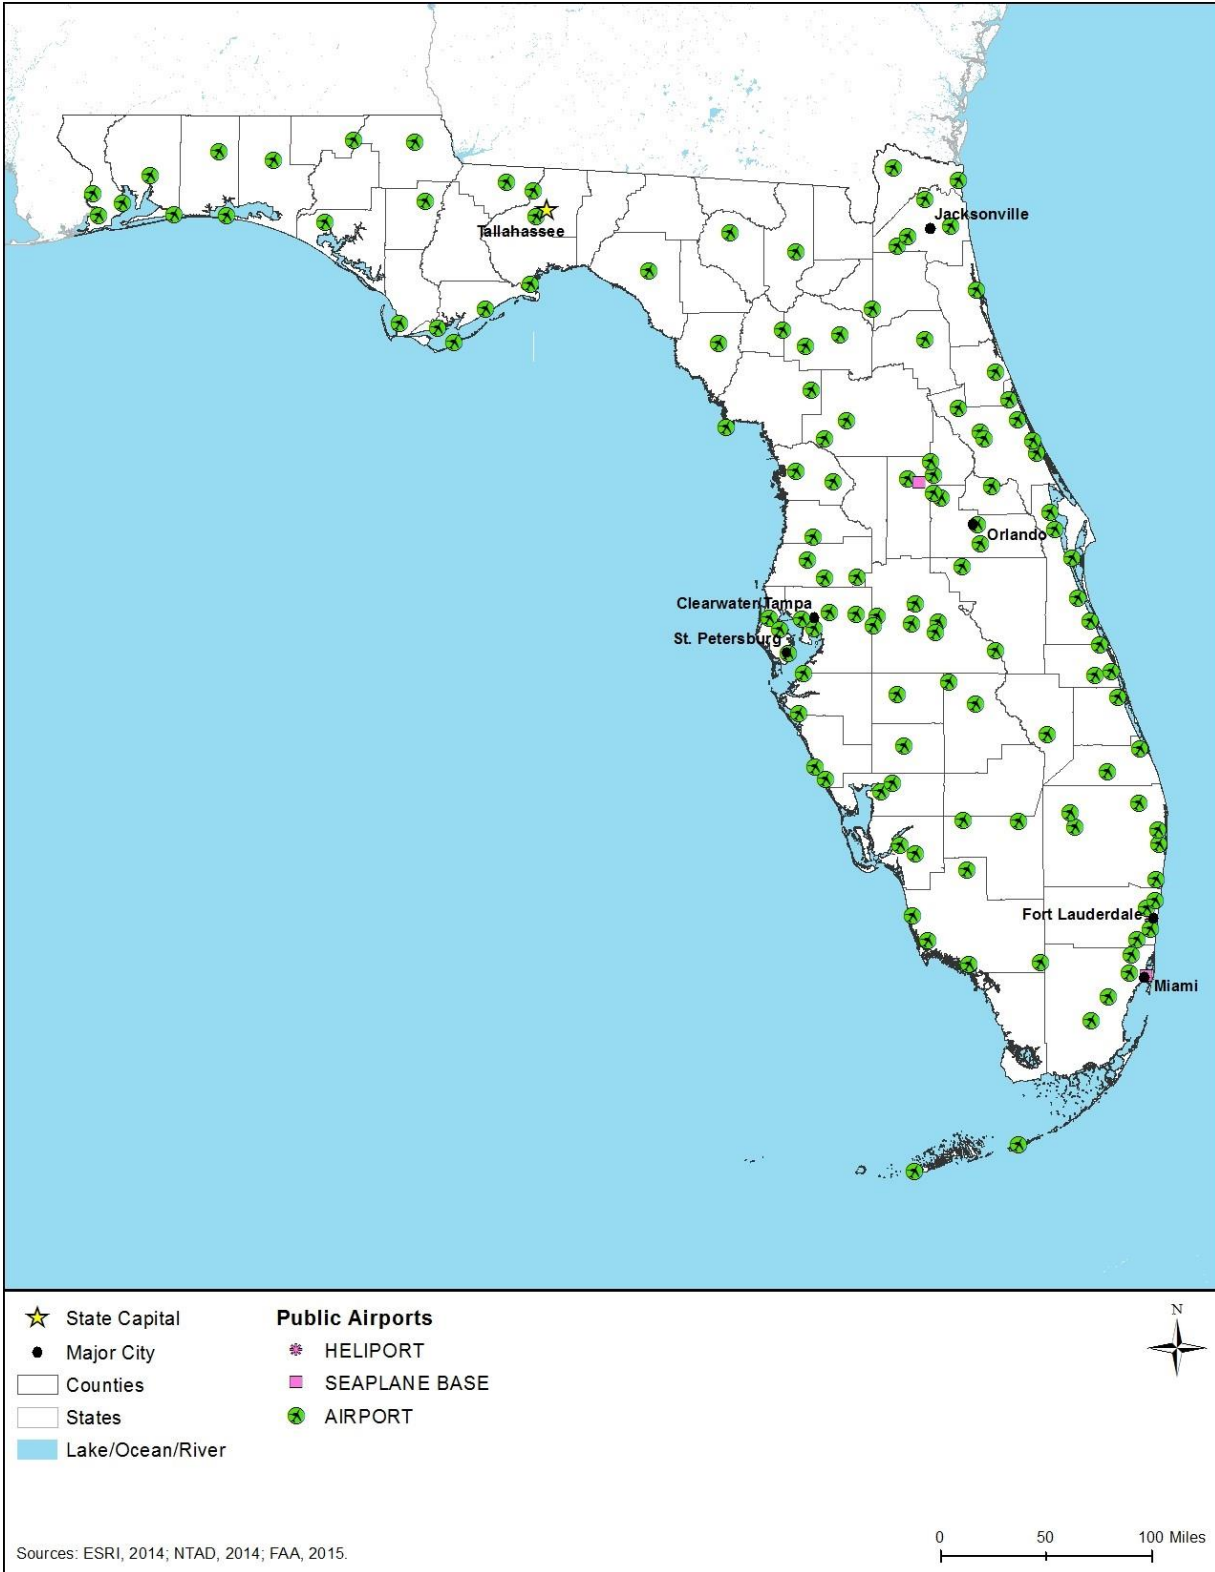 Jacksonville
Tallahassee
Orlando
Clearwater Tampa
St. Petersburg
Fort Lauderdale
Miami
State Capital
Major City
Counties
States
Lake/Ocean/River
Public Airports
HELIPORT
SEAPLANE BASE
AIRPORT
N
0 50 100 Miles
Sources: ESRI, 2014; NTAD, 2014; FAA, 2015.